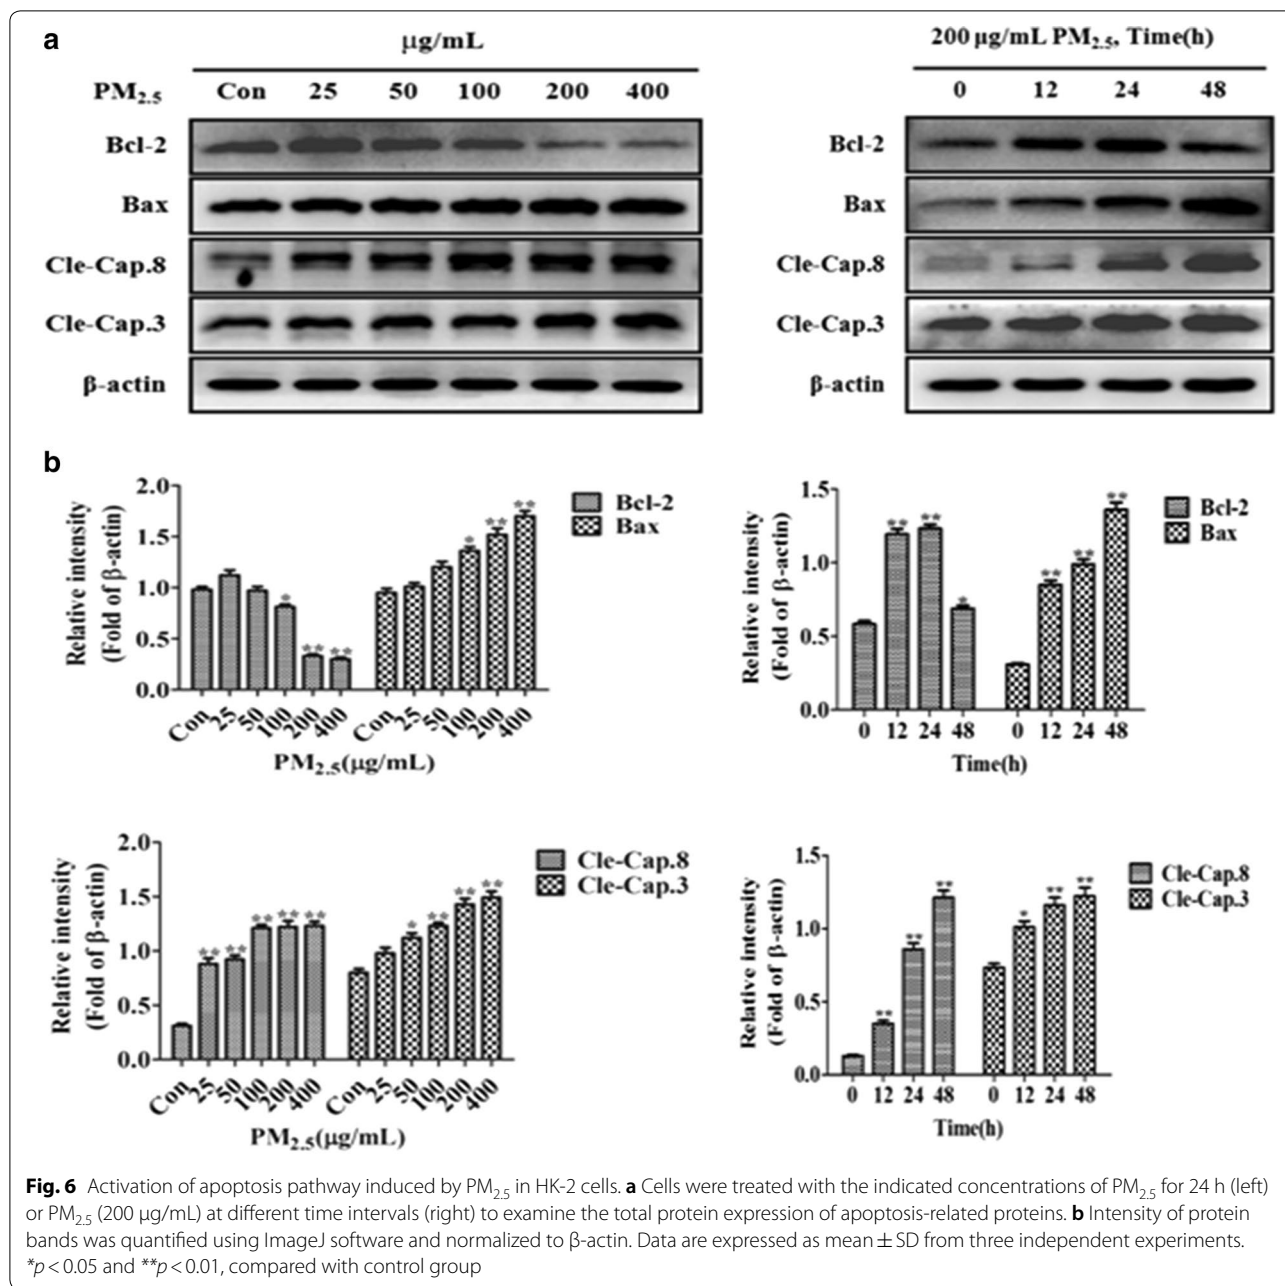 a
µg/mL
PM2.5 Con 25 50 100 200 400
Bcl-2
Bax
Cle-Cap.8
Cle-Cap.3
β-actin
200 µg/mL PM2.5, Time(h)
0 12 24 48
Bcl-2
Bax
Cle-Cap.8
Cle-Cap.3
β-actin
b
Relative intensity
(Fold of β-actin)
2.0
1.5
1.0
0.5
0.0
* ** ** * ** **
Con 25 50 100 200 400 Con 25 50 100 200 400
PM2.5(µg/mL)
Bcl-2
Bax
Relative intensity
(Fold of β-actin)
1.5
1.0
0.5
0.0
** ** * ** ** **
0 12 24 48 0 12 24 48
Time(h)
Bcl-2
Bax
Relative intensity
(Fold of β-actin)
2.0
1.5
1.0
0.5
0.0
** ** ** ** ** * ** ** **
Con 25 50 100 200 400 Con 25 50 100 200 400
PM2.5(µg/mL)
Cle-Cap.8
Cle-Cap.3
Relative intensity
(Fold of β-actin)
1.5
1.0
0.5
0.0
** ** ** * ** **
0 12 24 48 0 12 24 48
Time(h)
Cle-Cap.8
Cle-Cap.3
Fig. 6 Activation of apoptosis pathway induced by PM2.5 in HK-2 cells. a Cells were treated with the indicated concentrations of PM2.5 for 24 h (left)
or PM2.5 (200 µg/mL) at different time intervals (right) to examine the total protein expression of apoptosis-related proteins. b Intensity of protein
bands was quantified using ImageJ software and normalized to β-actin. Data are expressed as mean ± SD from three independent experiments.
*p < 0.05 and **p < 0.01, compared with control group